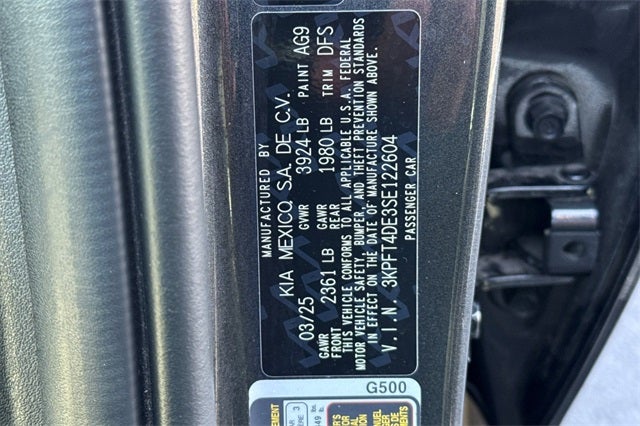 MANUFACTURED BY
KIA MEXICO, S.A. DE C.V.
03/25 GVWR 3924 LB PAINT AG9
GAWR FRONT 2361 LB GAWR REAR 1980 LB TRIM DFS
THIS VEHICLE CONFORMS TO ALL APPLICABLE U.S.A. FEDERAL
MOTOR VEHICLE SAFETY, BUMPER, AND THEFT PREVENTION STANDARDS
IN EFFECT ON THE DATE OF MANUFACTURE SHOWN ABOVE.
V.I.N. 3KPFT4DE3SE122604
PASSENGER CAR
G500